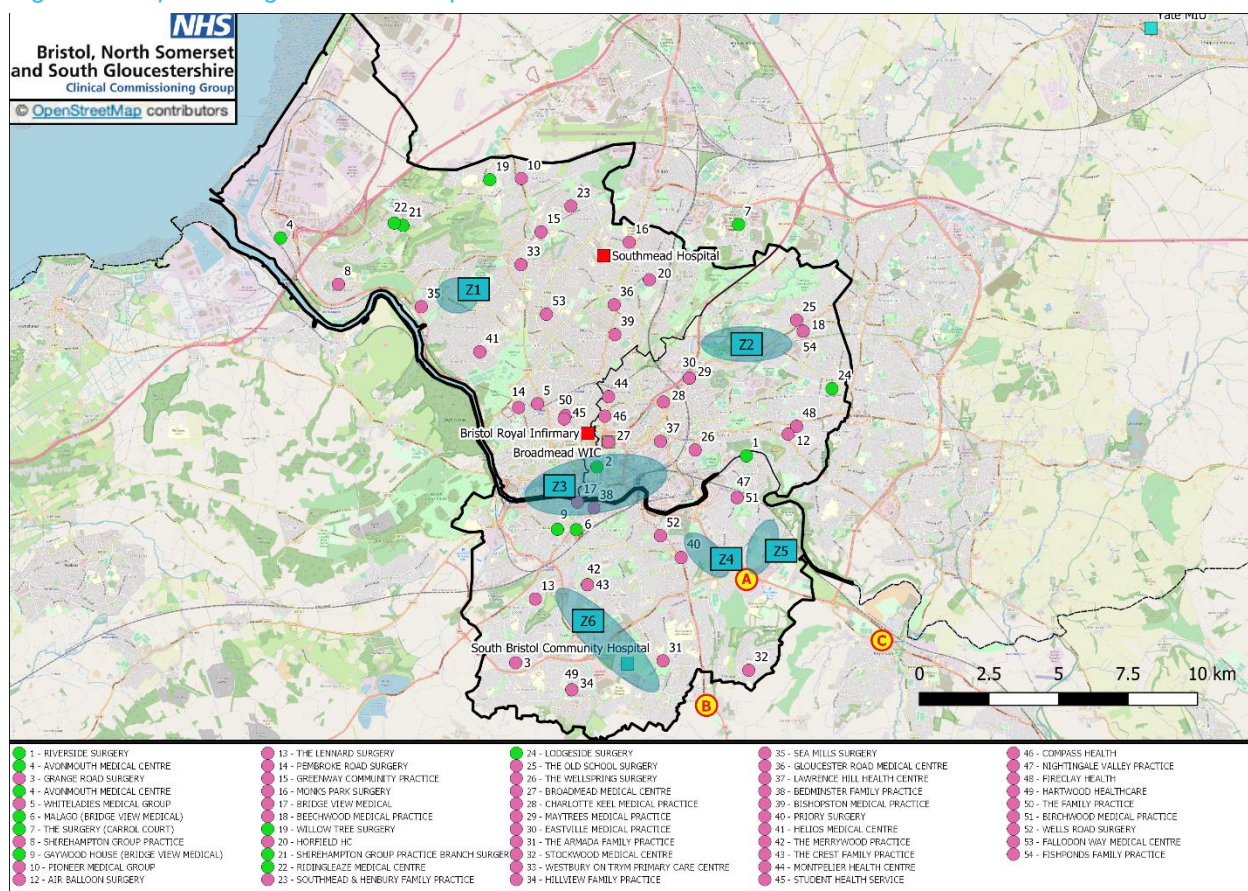 NHS
Bristol, North Somerset
and South Gloucestershire
Clinical Commissioning Group
© OpenStreetMap contributors
Yate MIU
19
10
23
22
21
15
16
7
4
33
Southmead Hospital
20
8
Z1
35
53
36
25
39
18
Z2
54
41
30
29
24
44
14
5
50
28
45
46
48
Bristol Royal Infirmary
27
37
12
Broadmead WIC
26
1
2
Z3
47
17
38
51
9
6
52
40
Z4
Z5
A
42
43
13
Z6
C
South Bristol Community Hospital
3
31
32
49
34
B
0 2.5 5 7.5 10 km
1 - RIVERSIDE SURGERY
4 - AVONMOUTH MEDICAL CENTRE
3 - GRANGE ROAD SURGERY
4 - AVONMOUTH MEDICAL CENTRE
5 - WHITELADIES MEDICAL GROUP
6 - MALAGO (BRIDGE VIEW MEDICAL)
7 - THE SURGERY (CARROL COURT)
8 - SHIREHAMPTON GROUP PRACTICE
9 - GAYWOOD HOUSE (BRIDGE VIEW MEDICAL)
10 - PIONEER MEDICAL GROUP
12 - AIR BALLOON SURGERY
13 - THE LENNARD SURGERY
14 - PEMBROKE ROAD SURGERY
15 - GREENWAY COMMUNITY PRACTICE
16 - MONKS PARK SURGERY
17 - BRIDGE VIEW MEDICAL
18 - BEECHWOOD MEDICAL PRACTICE
19 - WILLOW TREE SURGERY
20 - HORFIELD HC
21 - SHIREHAMPTON GROUP PRACTICE BRANCH SURGER
22 - RIDINGLEAZE MEDICAL CENTRE
23 - SOUTHMEAD & HENBURY FAMILY PRACTICE
24 - LODGESIDE SURGERY
25 - THE OLD SCHOOL SURGERY
26 - THE WELLSPRING SURGERY
27 - BROADMEAD MEDICAL CENTRE
28 - CHARLOTTE KEEL MEDICAL PRACTICE
29 - MAYTREES MEDICAL PRACTICE
30 - EASTVILLE MEDICAL PRACTICE
31 - THE ARMADA FAMILY PRACTICE
32 - STOCKWOOD MEDICAL CENTRE
33 - WESTBURY ON TRYM PRIMARY CARE CENTRE
34 - HILLVIEW FAMILY PRACTICE
35 - SEA MILLS SURGERY
36 - GLOUCESTER ROAD MEDICAL CENTRE
37 - LAWRENCE HILL HEALTH CENTRE
38 - BEDMINSTER FAMILY PRACTICE
39 - BISHOPSTON MEDICAL PRACTICE
40 - PRIORY SURGERY
41 - HELIOS MEDICAL CENTRE
42 - THE MERRYWOOD PRACTICE
43 - THE CREST FAMILY PRACTICE
44 - MONTPELIER HEALTH CENTRE
45 - STUDENT HEALTH SERVICE
46 - COMPASS HEALTH
47 - NIGHTINGALE VALLEY PRACTICE
48 - FIRECLAY HEALTH
49 - HARTWOOD HEALTHCARE
50 - THE FAMILY PRACTICE
51 - BIRCHWOOD MEDICAL PRACTICE
52 - WELLS ROAD SURGERY
53 - FALLODON WAY MEDICAL CENTRE
54 - FISHPONDS FAMILY PRACTICE